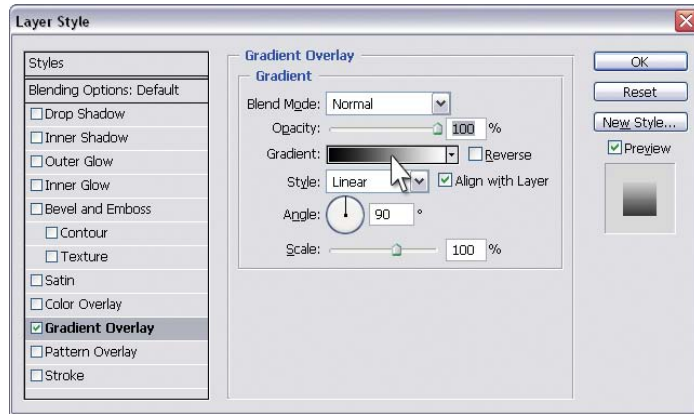 Layer Style
Styles
Blending Options: Default
Drop Shadow
Inner Shadow
Outer Glow
Inner Glow
Bevel and Emboss
Contour
Texture
Satin
Color Overlay
Gradient Overlay
Pattern Overlay
Stroke
Gradient Overlay
Gradient
Blend Mode: Normal
Opacity: 100 %
Gradient: Reverse
Style: Linear Align with Layer
Angle: 90 °
Scale: 100 %
OK
Reset
New Style...
Preview